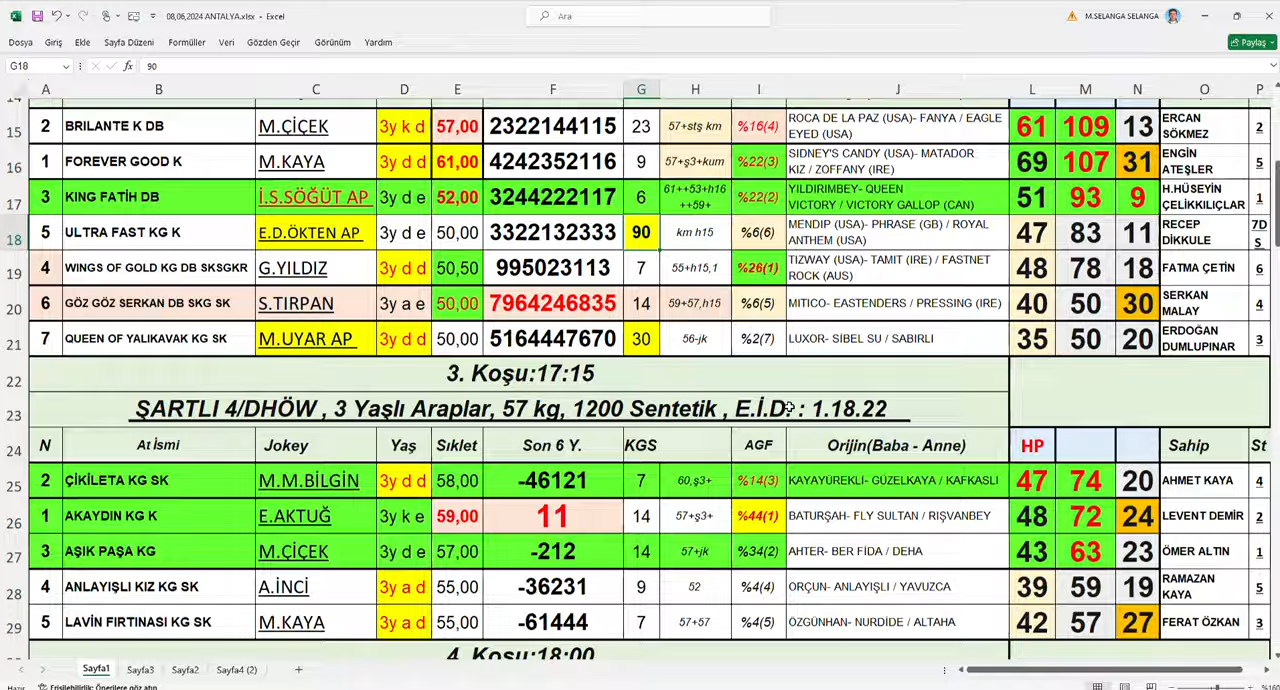 08,06,2024 ANTALYA.xlsx - Excel
Ara
M.SELANGA SELANGA
Dosya Giriş Ekle Sayfa Düzeni Formüller Veri Gözden Geçir Görünüm Yardım Paylaş
G18 fx 90
A B C D E F G H I J L M N O P
15 2 BRILANTE K DB M.ÇİÇEK 3y k d 57,00 2322144115 23 57+stş km %16(4) ROCA DE LA PAZ (USA)- FANYA / EAGLE EYED (USA) 61 109 13 ERCAN SÖKMEZ 2
16 1 FOREVER GOOD K M.KAYA 3y d d 61,00 4242352116 9 57+ş3+kum %22(3) SIDNEY'S CANDY (USA)- MATADOR KIZ / ZOFFANY (IRE) 69 107 31 ENGİN ATEŞLER 5
17 3 KING FATİH DB İ.S.SÖĞÜT AP 3y d e 52,00 3244222117 6 61++53+h16 ++59+ %22(2) YILDIRIMBEY- QUEEN VICTORY / VICTORY GALLOP (CAN) 51 93 9 H.HÜSEYİN ÇELİKKILIÇLAR 1
18 5 ULTRA FAST KG K E.D.ÖKTEN AP 3y d e 50,00 3322132333 90 km h15 %6(6) MENDIP (USA)- PHRASE (GB) / ROYAL ANTHEM (USA) 47 83 11 RECEP DİKKULE 7D S
19 4 WINGS OF GOLD KG DB SKSGKR G.YILDIZ 3y d d 50,50 995023113 7 55+h15,1 %26(1) TIZWAY (USA)- TAMIT (IRE) / FASTNET ROCK (AUS) 48 78 18 FATMA ÇETİN 6
20 6 GÖZ GÖZ SERKAN DB SKG SK S.TIRPAN 3y a e 50,00 7964246835 14 59+57,h15 %6(5) MITICO- EASTENDERS / PRESSING (IRE) 40 50 30 SERKAN MALAY 4
21 7 QUEEN OF YALIKAVAK KG SK M.UYAR AP 3y d d 50,00 5164447670 30 56-jk %2(7) LUXOR- SİBEL SU / SABIRLI 35 50 20 ERDOĞAN DUMLUPINAR 3
22 3. Koşu:17:15
23 ŞARTLI 4/DHÖW , 3 Yaşlı Araplar, 57 kg, 1200 Sentetik , E.İ.D. : 1.18.22
24 N At İsmi Jokey Yaş Sıklet Son 6 Y. KGS AGF Orijin(Baba - Anne) HP Sahip St
25 2 ÇİKİLETA KG SK M.M.BİLGİN 3y d d 58,00 -46121 7 60,ş3+ %14(3) KAYAYÜREKLİ- GÜZELKAYA / KAFKASLI 47 74 20 AHMET KAYA 4
26 1 AKAYDIN KG K E.AKTUĞ 3y k e 59,00 11 14 57+ş3+ %44(1) BATURŞAH- FLY SULTAN / RIŞVANBEY 48 72 24 LEVENT DEMİR 2
27 3 AŞIK PAŞA KG M.ÇİÇEK 3y d e 57,00 -212 14 57+jk %34(2) AHTER- BER FİDA / DEHA 43 63 23 ÖMER ALTIN 1
28 4 ANLAYIŞLI KIZ KG SK A.İNCİ 3y a d 55,00 -36231 9 52 %4(4) ORÇUN- ANLAYIŞLI / YAVUZCA 39 59 19 RAMAZAN KAYA 5
29 5 LAVİN FIRTINASI KG SK M.KAYA 3y a d 55,00 -61444 7 57+57 %4(5) ÖZGÜNHAN- NURDİDE / ALTAHA 42 57 27 FERAT ÖZKAN 3
4. Koşu:18:00
Sayfa1 Sayfa3 Sayfa2 Sayfa4 (2)
Hazır Erişilebilirlik: Önerilere göz atın %160